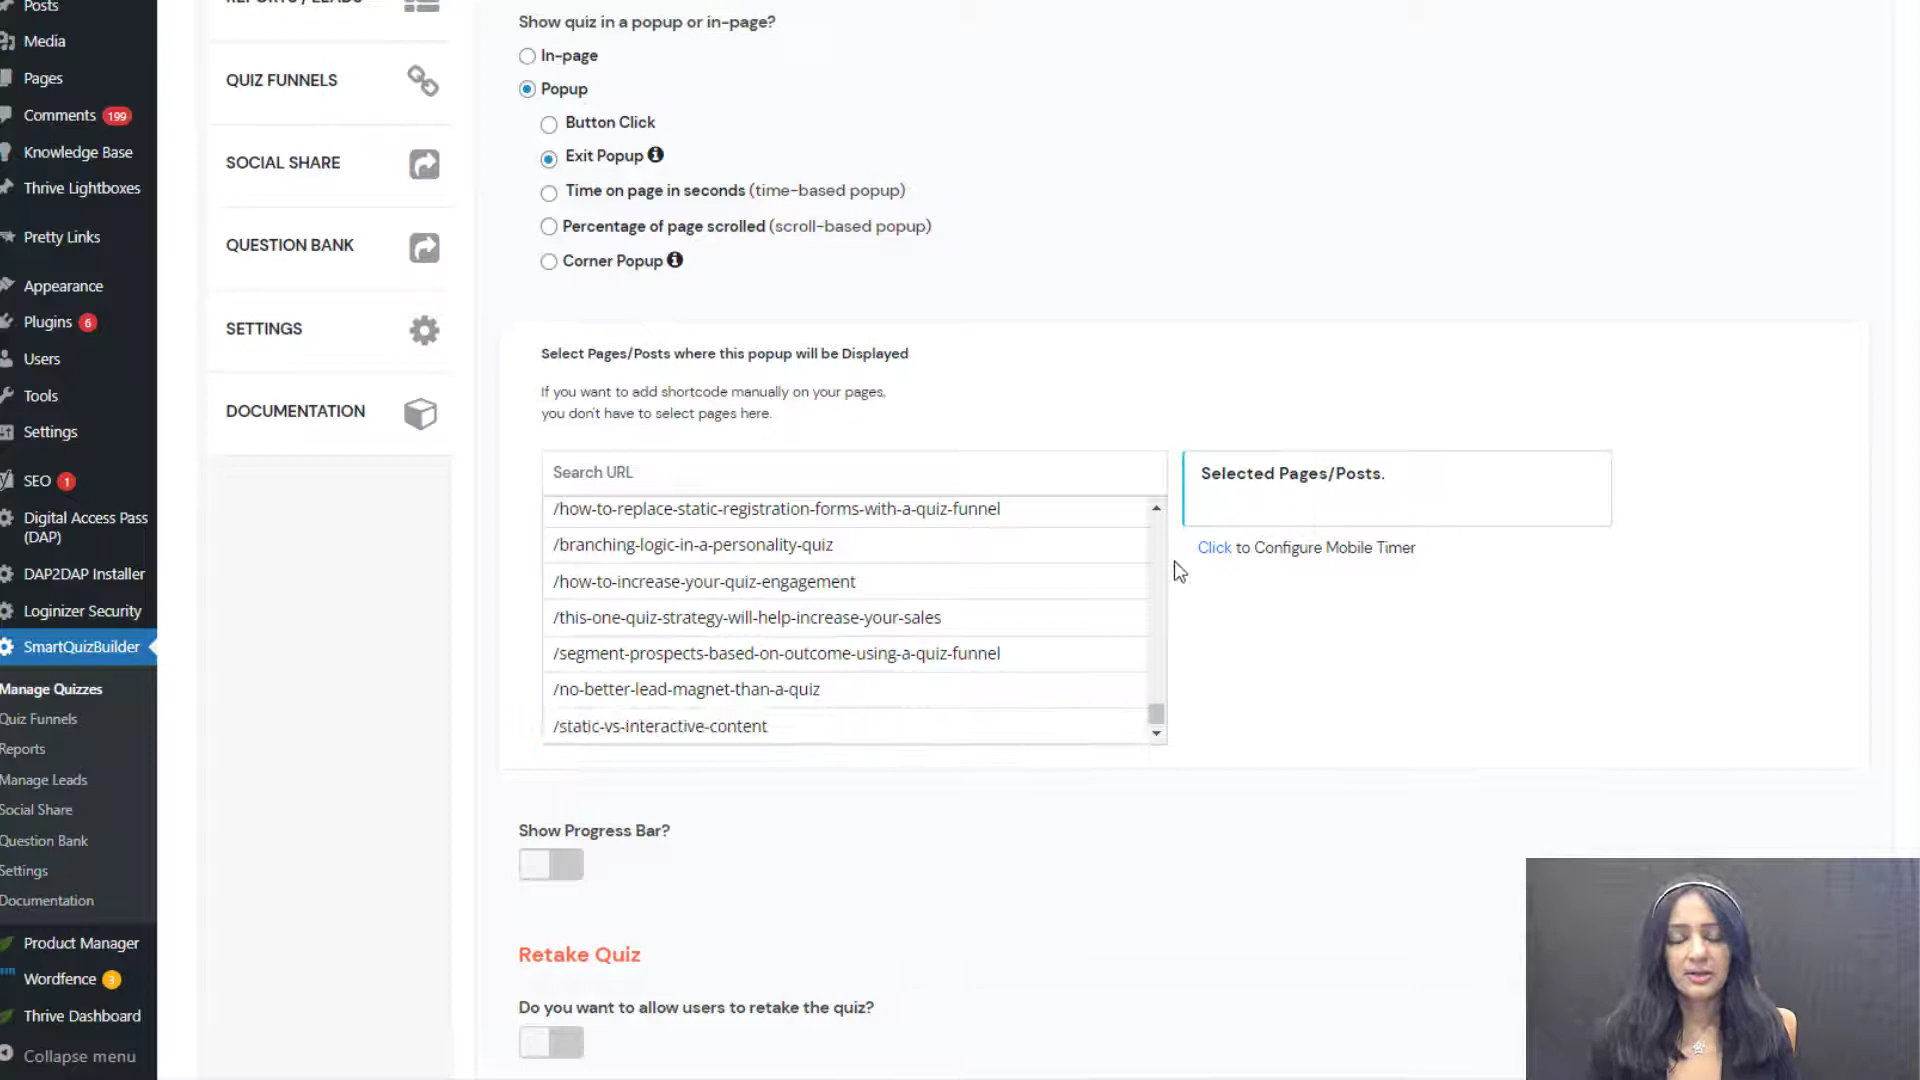 Posts
Media
Pages
Comments 199
Knowledge Base
Thrive Lightboxes
Pretty Links
Appearance
Plugins 6
Users
Tools
Settings
SEO 1
Digital Access Pass
(DAP)
DAP2DAP Installer
Loginizer Security
SmartQuizBuilder
Manage Quizzes
Quiz Funnels
Reports
Manage Leads
Social Share
Question Bank
Settings
Documentation
Product Manager
Wordfence 3
Thrive Dashboard
Collapse menu
REPORTS / LEADS
QUIZ FUNNELS
SOCIAL SHARE
QUESTION BANK
SETTINGS
DOCUMENTATION
Show quiz in a popup or in-page?
In-page
Popup
Button Click
Exit Popup
Time on page in seconds (time-based popup)
Percentage of page scrolled (scroll-based popup)
Corner Popup
Select Pages/Posts where this popup will be Displayed
If you want to add shortcode manually on your pages,
you don't have to select pages here.
Search URL
/how-to-replace-static-registration-forms-with-a-quiz-funnel
/branching-logic-in-a-personality-quiz
/how-to-increase-your-quiz-engagement
/this-one-quiz-strategy-will-help-increase-your-sales
/segment-prospects-based-on-outcome-using-a-quiz-funnel
/no-better-lead-magnet-than-a-quiz
/static-vs-interactive-content
Selected Pages/Posts.
Click to Configure Mobile Timer
Show Progress Bar?
Retake Quiz
Do you want to allow users to retake the quiz?